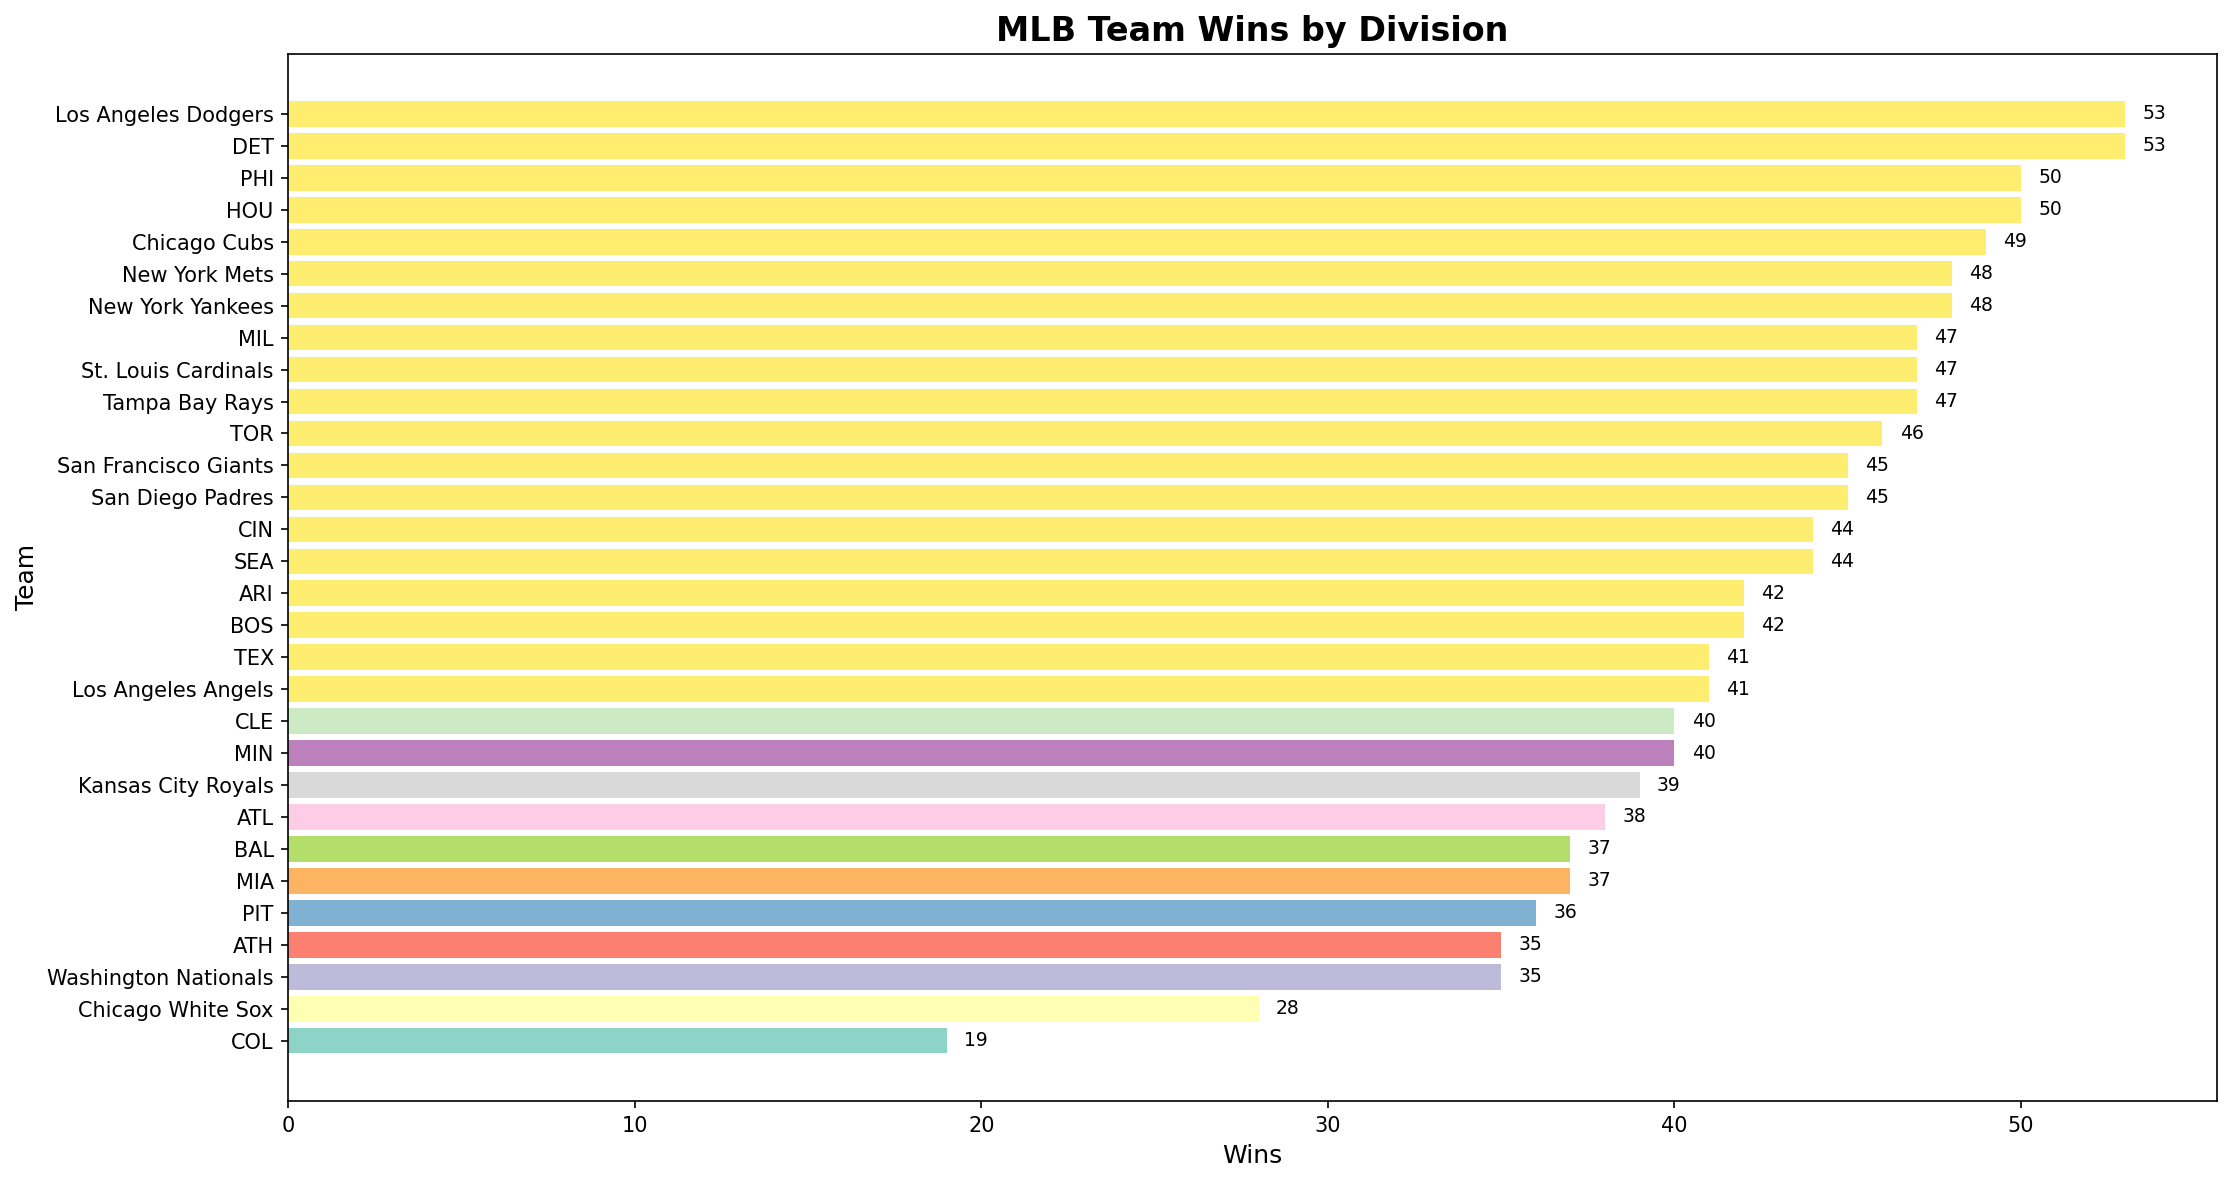 MLB Team Wins by Division
Team
Los Angeles Dodgers 53
DET 53
PHI 50
HOU 50
Chicago Cubs 49
New York Mets 48
New York Yankees 48
MIL 47
St. Louis Cardinals 47
Tampa Bay Rays 47
TOR 46
San Francisco Giants 45
San Diego Padres 45
CIN 44
SEA 44
ARI 42
BOS 42
TEX 41
Los Angeles Angels 41
CLE 40
MIN 40
Kansas City Royals 39
ATL 38
BAL 37
MIA 37
PIT 36
ATH 35
Washington Nationals 35
Chicago White Sox 28
COL 19
0 10 20 30 40 50
Wins